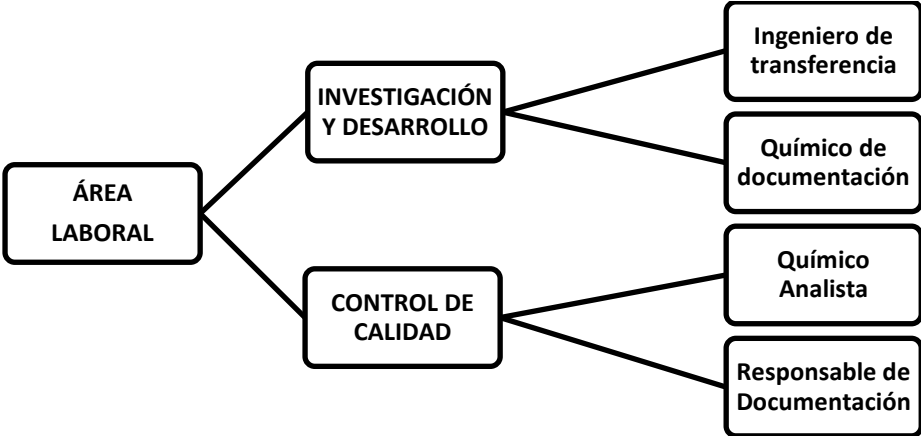 ÁREA
LABORAL
INVESTIGACIÓN
Y DESARROLLO
Ingeniero de
transferencia
Químico de
documentación
CONTROL DE
CALIDAD
Químico
Analista
Responsable de
Documentación